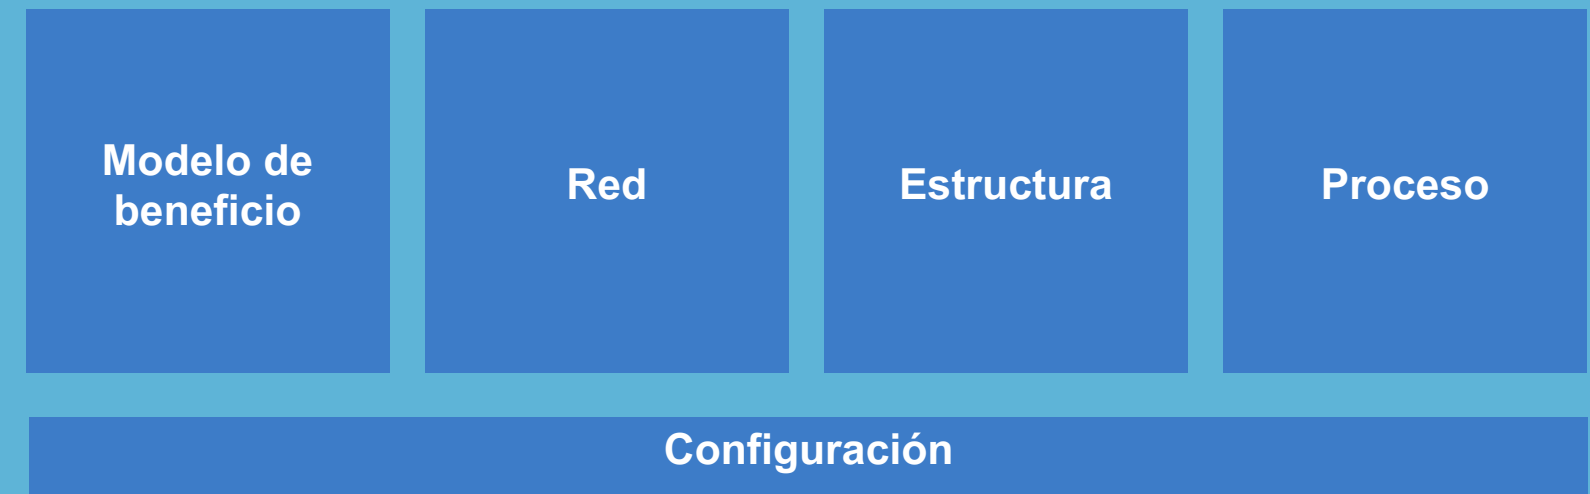 Modelo de
beneficio
Red
Estructura
Proceso
Configuración